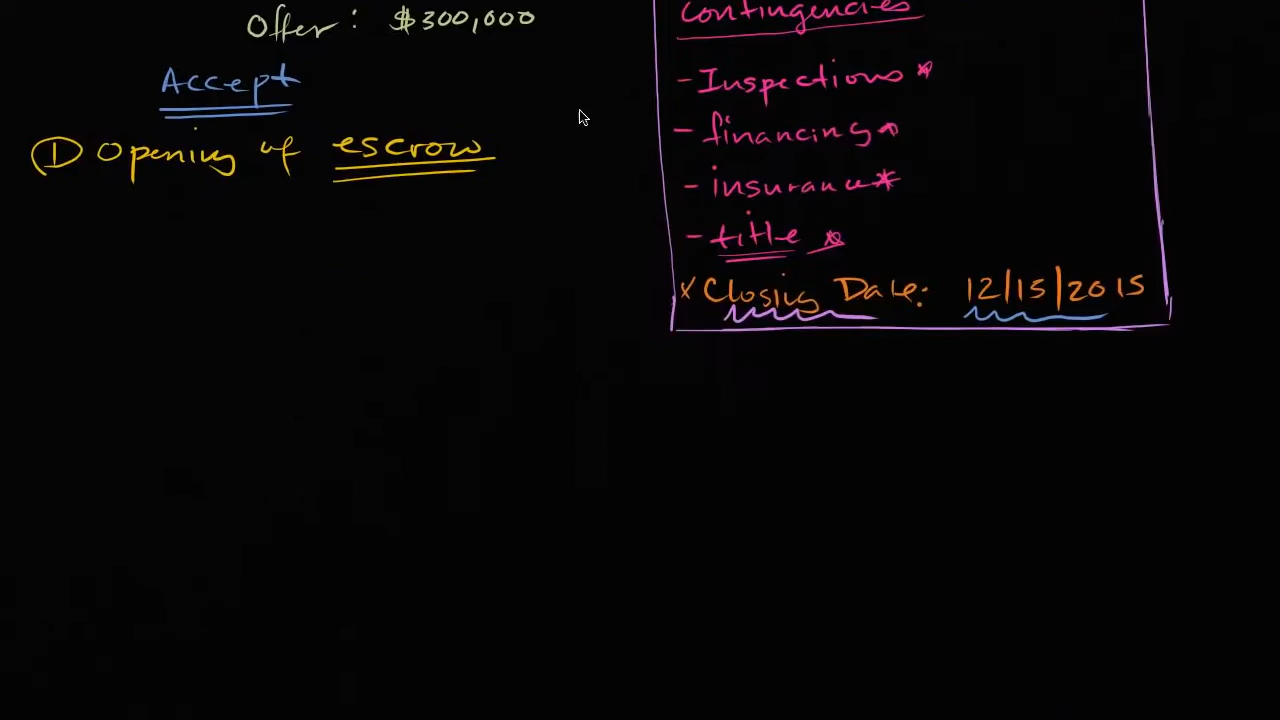 Offer: $300,000
Accept
1 Opening of escrow
Contingencies
- Inspections *
- financing *
- insurance *
- title *
x Closing Date: 12/15/2015